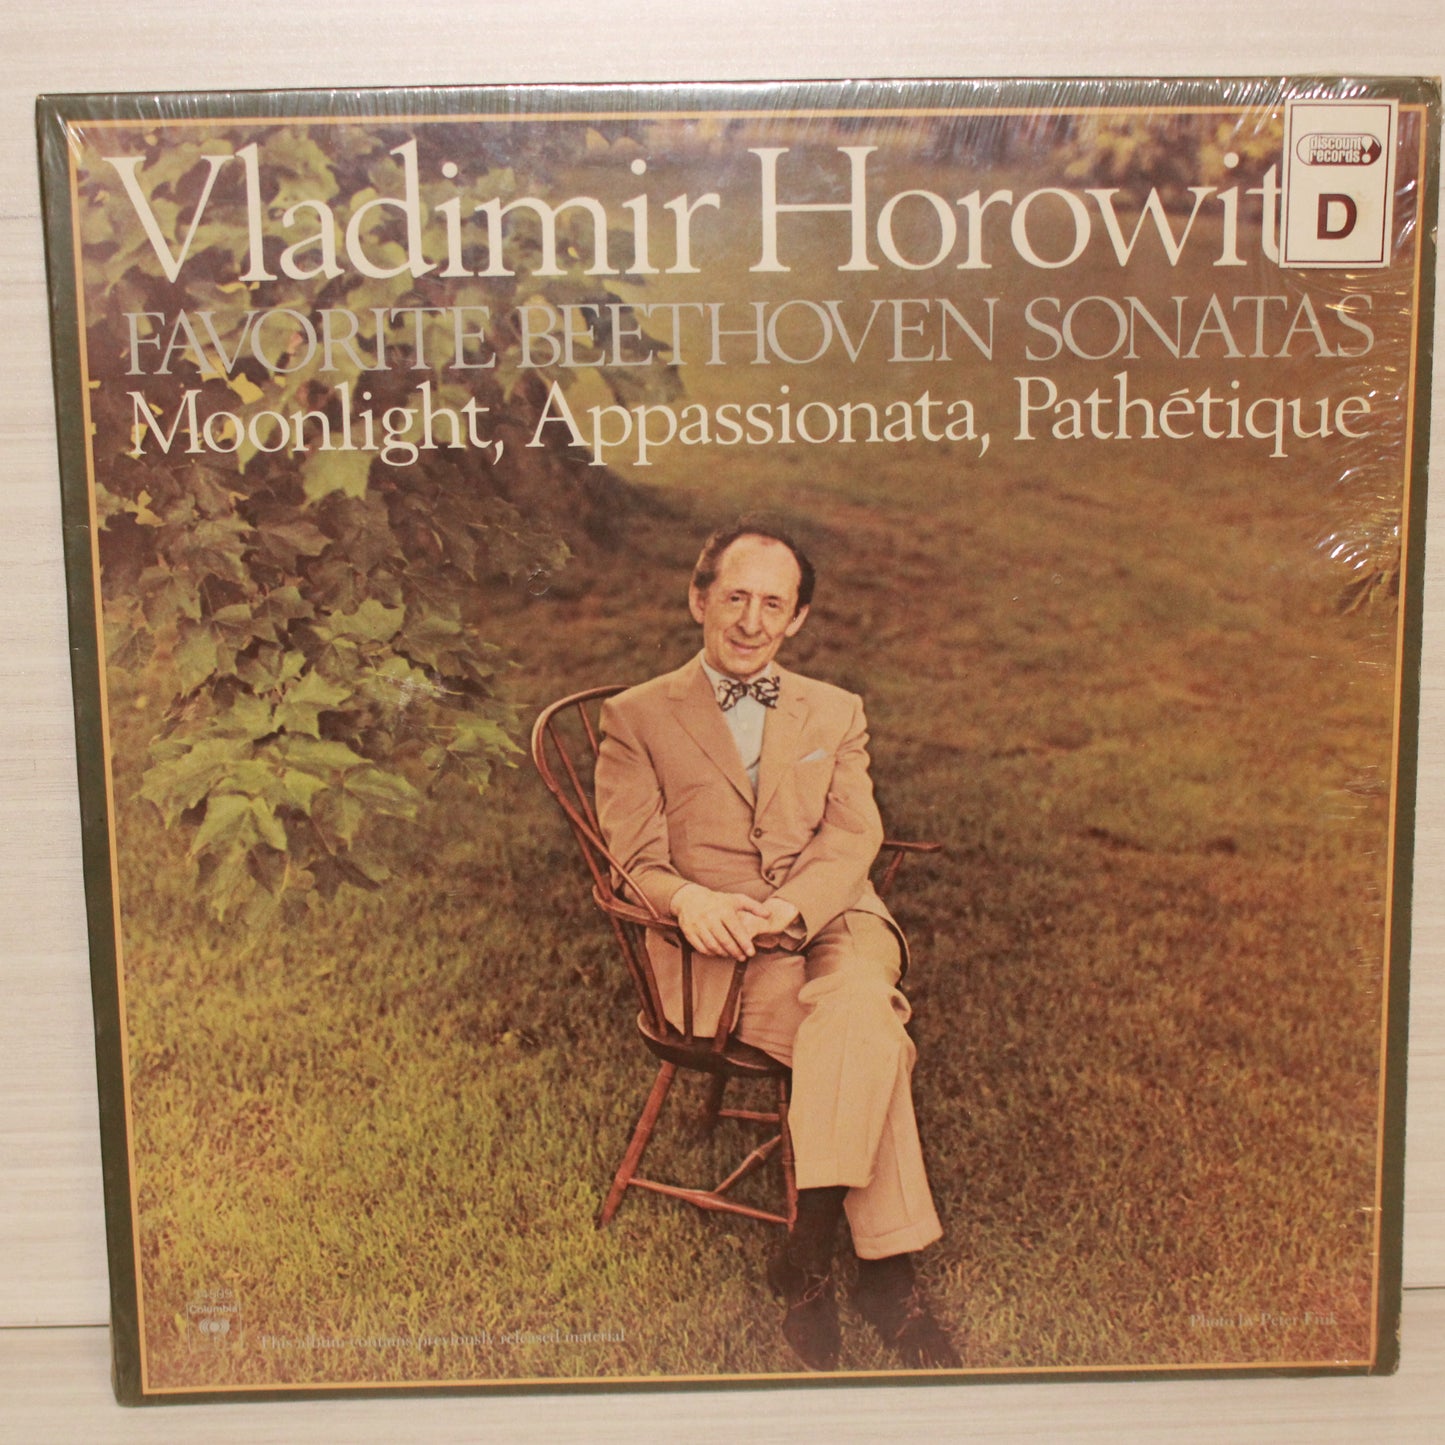 Vladimir Horowit
discount records
D
FAVORITE BEETHOVEN SONATAS
Moonlight, Appassionata, Pathétique
Columbia
This album contains previously released material
Photo by Peter Fink